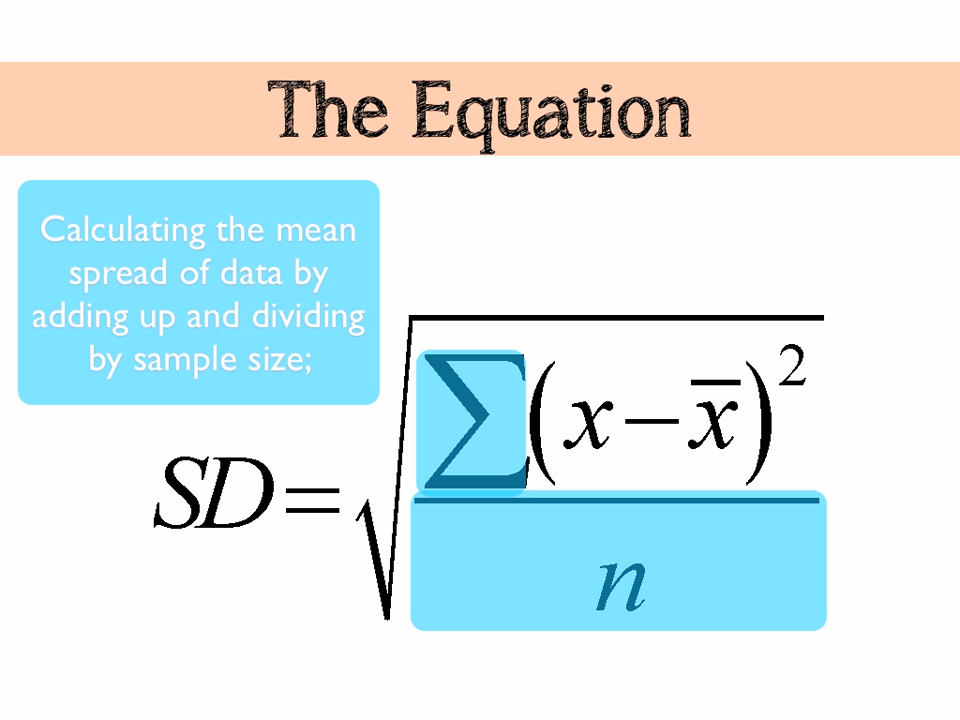 The Equation
Calculating the mean
spread of data by
adding up and dividing
by sample size;
SD = √(∑(x − x̄)² / n)